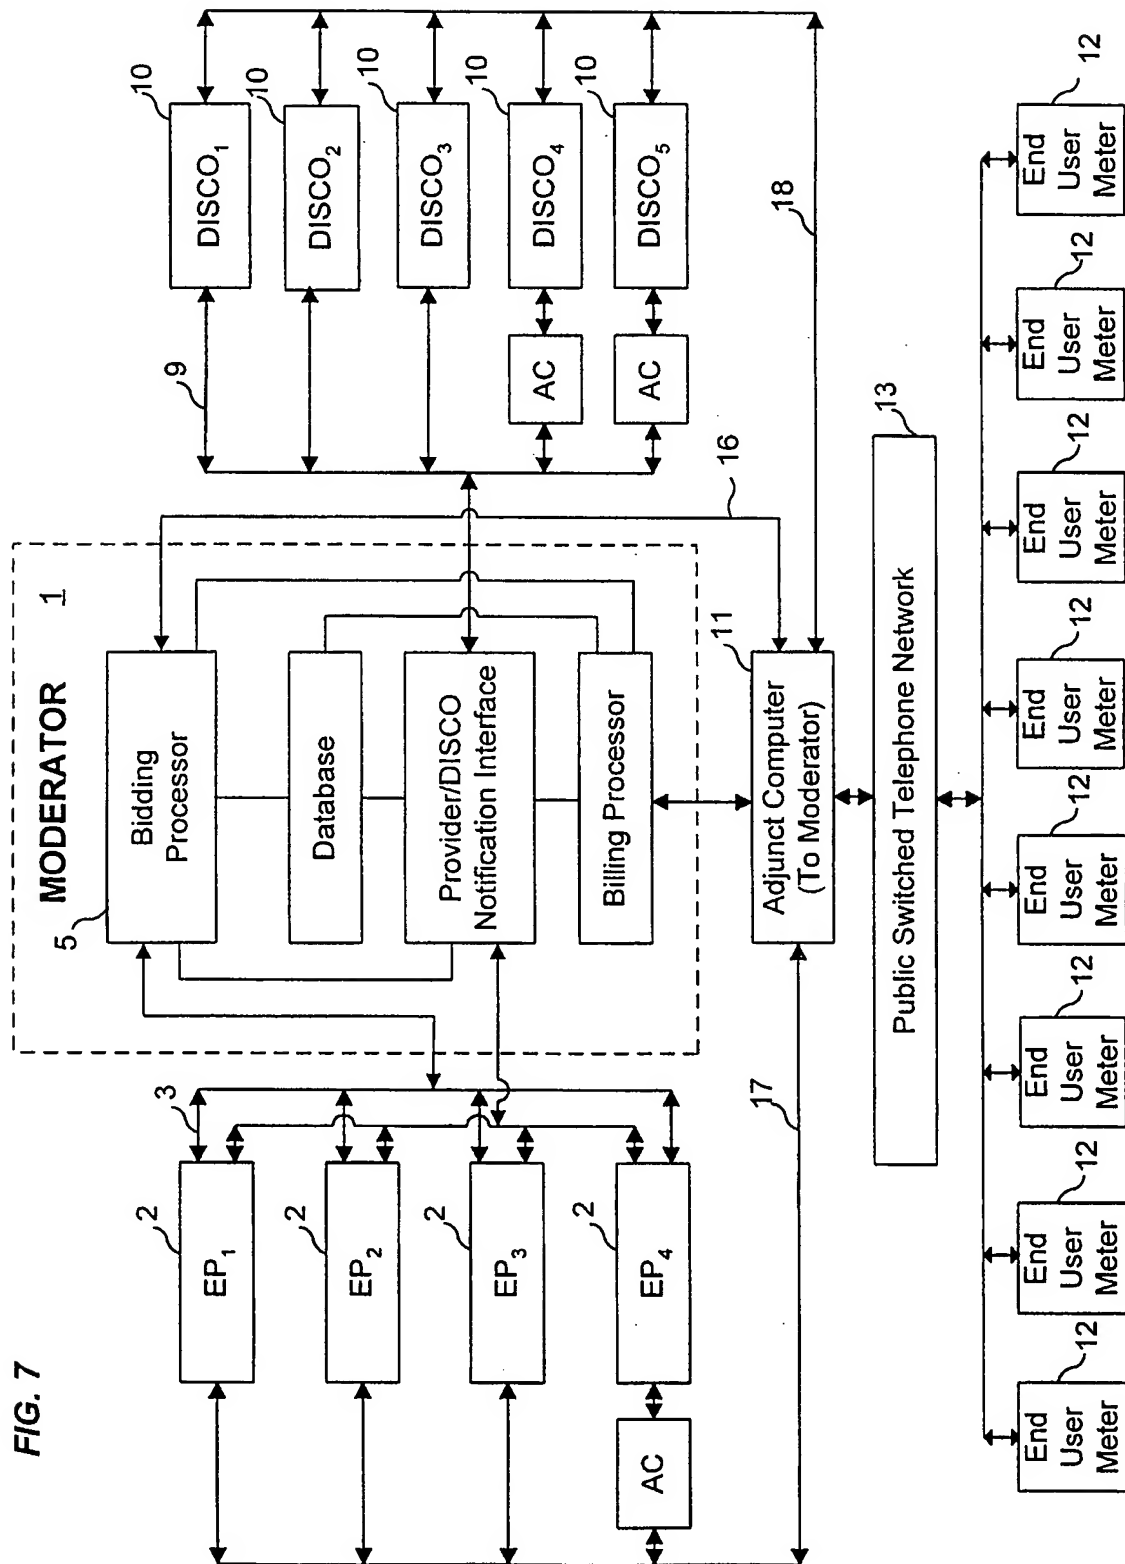 FIG. 7
MODERATOR
1
5
Bidding
Processor
Database
Provider/DISCO
Notification Interface
Billing Processor
3
2
EP1
2
EP2
2
EP3
2
EP4
AC
9
10
DISCO1
10
DISCO2
10
DISCO3
10
DISCO4
10
DISCO5
AC
AC
16
17
18
11
Adjunct Computer
(To Moderator)
13
Public Switched Telephone Network
12
End
User
Meter
12
End
User
Meter
12
End
User
Meter
12
End
User
Meter
12
End
User
Meter
12
End
User
Meter
12
End
User
Meter
12
End
User
Meter